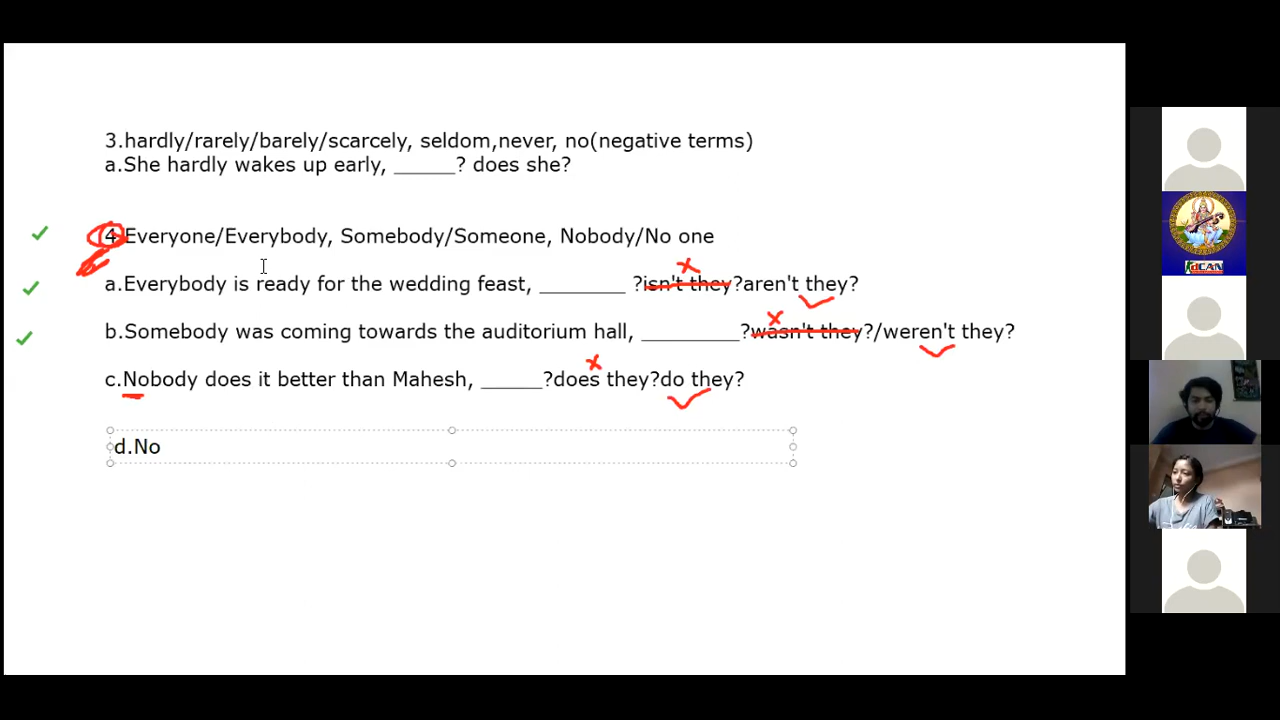 3.hardly/rarely/barely/scarcely, seldom,never, no(negative terms)
a.She hardly wakes up early, ______? does she?
4.Everyone/Everybody, Somebody/Someone, Nobody/No one
a.Everybody is ready for the wedding feast, ________ ?isn't they?aren't they?
b.Somebody was coming towards the auditorium hall, _________?wasn't they?/weren't they?
c.Nobody does it better than Mahesh, ______?does they?do they?
d.No